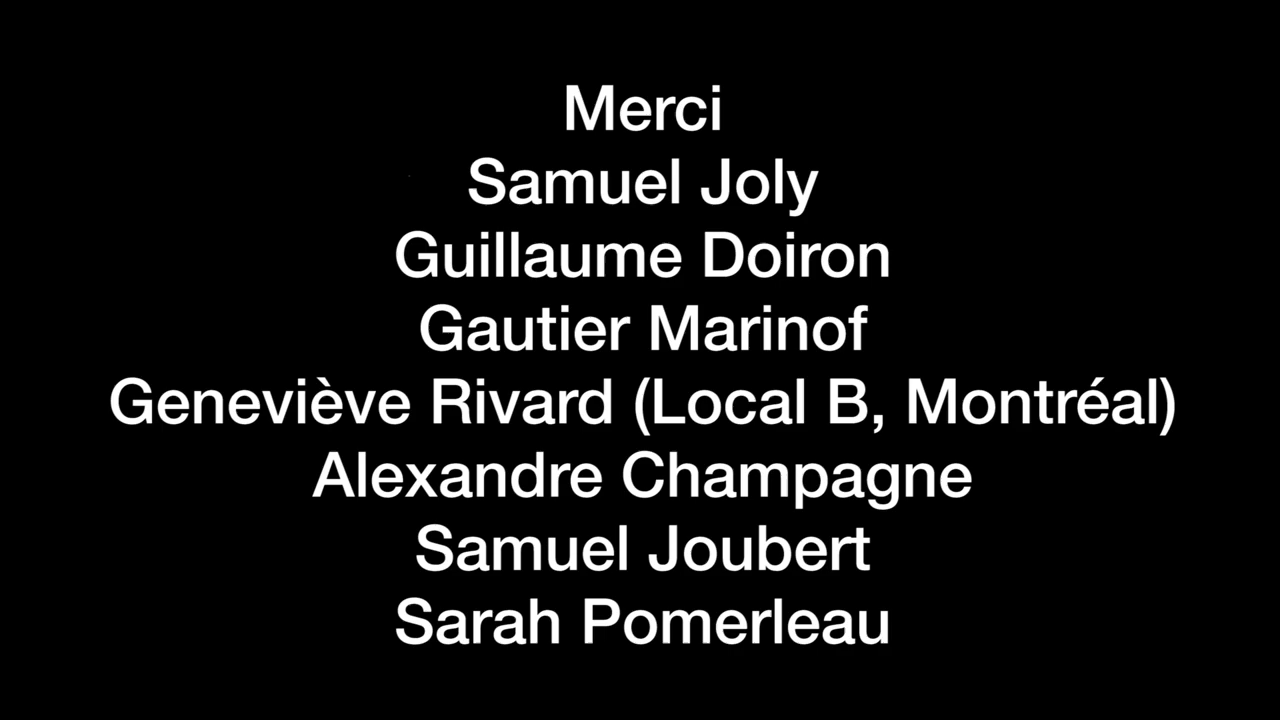 Merci
Samuel Joly
Guillaume Doiron
Gautier Marinof
Geneviève Rivard (Local B, Montréal)
Alexandre Champagne
Samuel Joubert
Sarah Pomerleau